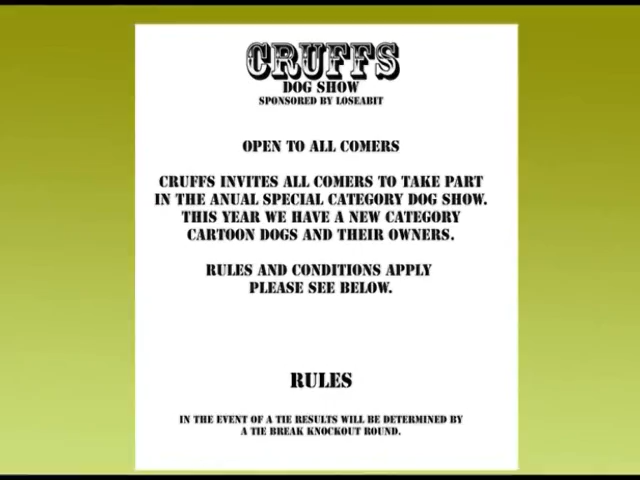 CRUFFS
DOG SHOW
SPONSORED BY LOSEABIT
OPEN TO ALL COMERS
CRUFFS INVITES ALL COMERS TO TAKE PART
IN THE ANUAL SPECIAL CATEGORY DOG SHOW.
THIS YEAR WE HAVE A NEW CATEGORY
CARTOON DOGS AND THEIR OWNERS.
RULES AND CONDITIONS APPLY
PLEASE SEE BELOW.
RULES
IN THE EVENT OF A TIE RESULTS WILL BE DETERMINED BY
A TIE BREAK KNOCKOUT ROUND.